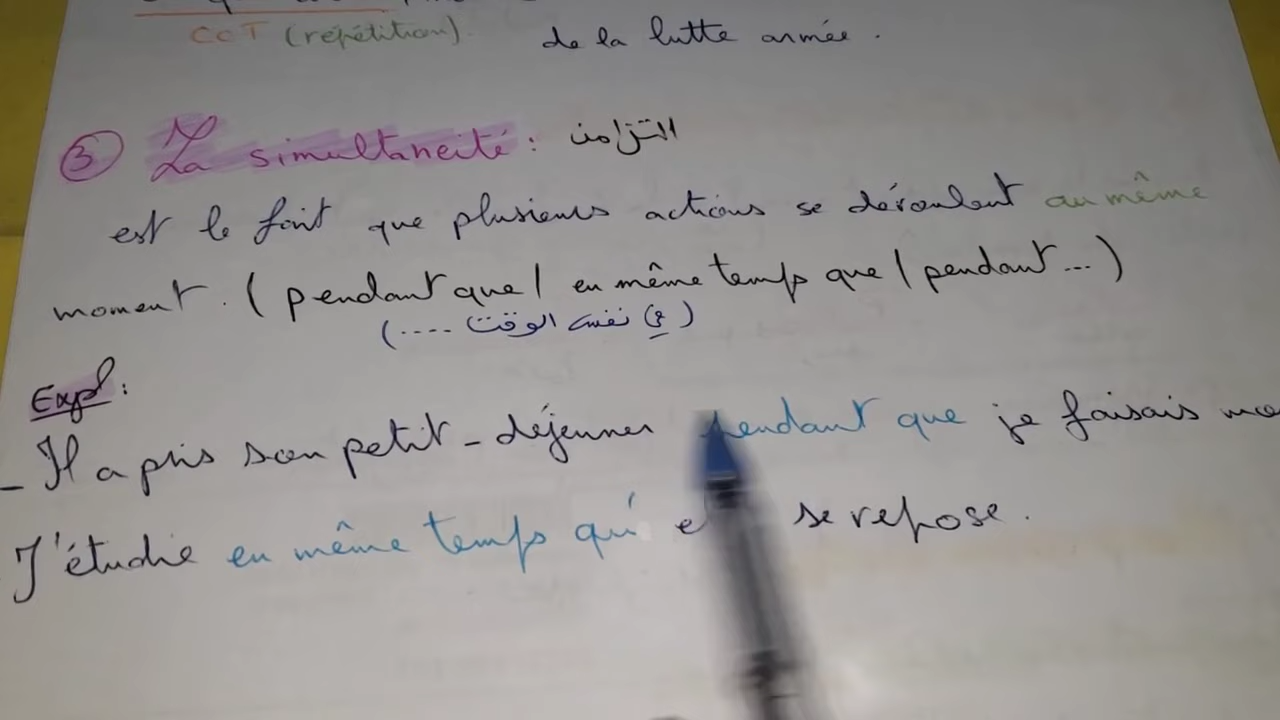 CCT (répétition). de la lutte armée.
③ La simultaneité : التزامن
est le fait que plusieurs actions se déroulent au même
moment. (pendant que / en même temps que / pendant...)
(في نفس الوقت ....)
Expl :
- Il a pris son petit-déjeuner pendant que je faisais
J'étudie en même temps qu' se repose.